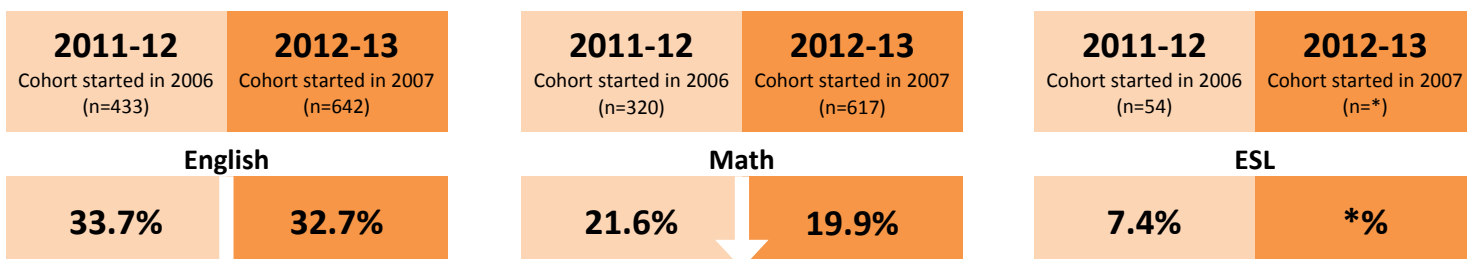 2011-12 2012-13 2011-12 2012-13 2011-12 2012-13
Cohort started in 2006 Cohort started in 2007 Cohort started in 2006 Cohort started in 2007 Cohort started in 2006 Cohort started in 2007
(n=433) (n=642) (n=320) (n=617) (n=54) (n=*)
English Math ESL
33.7% 32.7% 21.6% 19.9% 7.4% *%